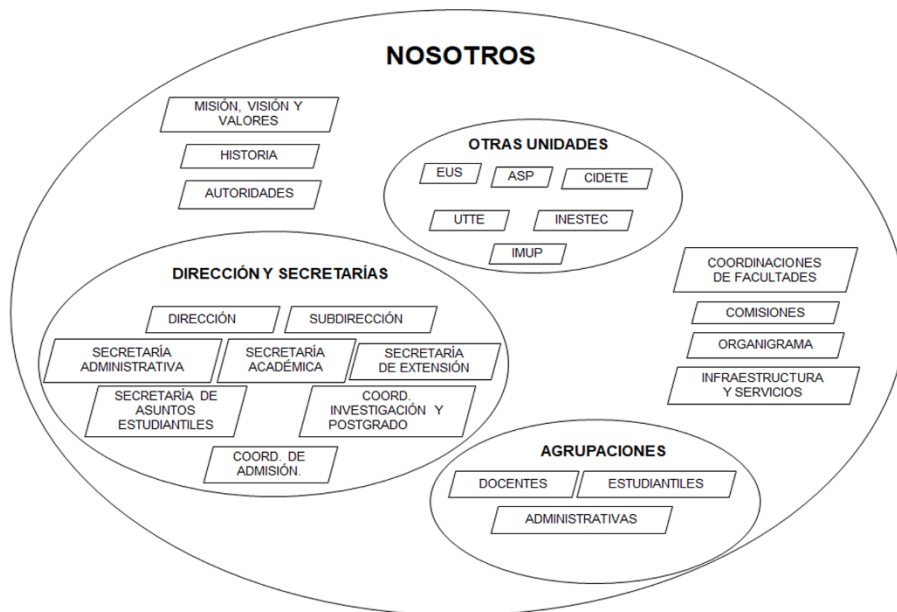 NOSOTROS
MISIÓN, VISIÓN Y
VALORES
HISTORIA
AUTORIDADES
OTRAS UNIDADES
EUS
ASP
CIDETE
UTTE
INESTEC
IMUP
DIRECCIÓN Y SECRETARÍAS
DIRECCIÓN
SUBDIRECCIÓN
SECRETARÍA
ADMINISTRATIVA
SECRETARÍA
ACADÉMICA
SECRETARÍA
DE EXTENSIÓN
SECRETARÍA DE
ASUNTOS
ESTUDIANTILES
COORD.
INVESTIGACIÓN Y
POSTGRADO
COORD. DE
ADMISIÓN.
COORDINACIONES
DE FACULTADES
COMISIONES
ORGANIGRAMA
INFRAESTRUCTURA
Y SERVICIOS
AGRUPACIONES
DOCENTES
ESTUDIANTILES
ADMINISTRATIVAS